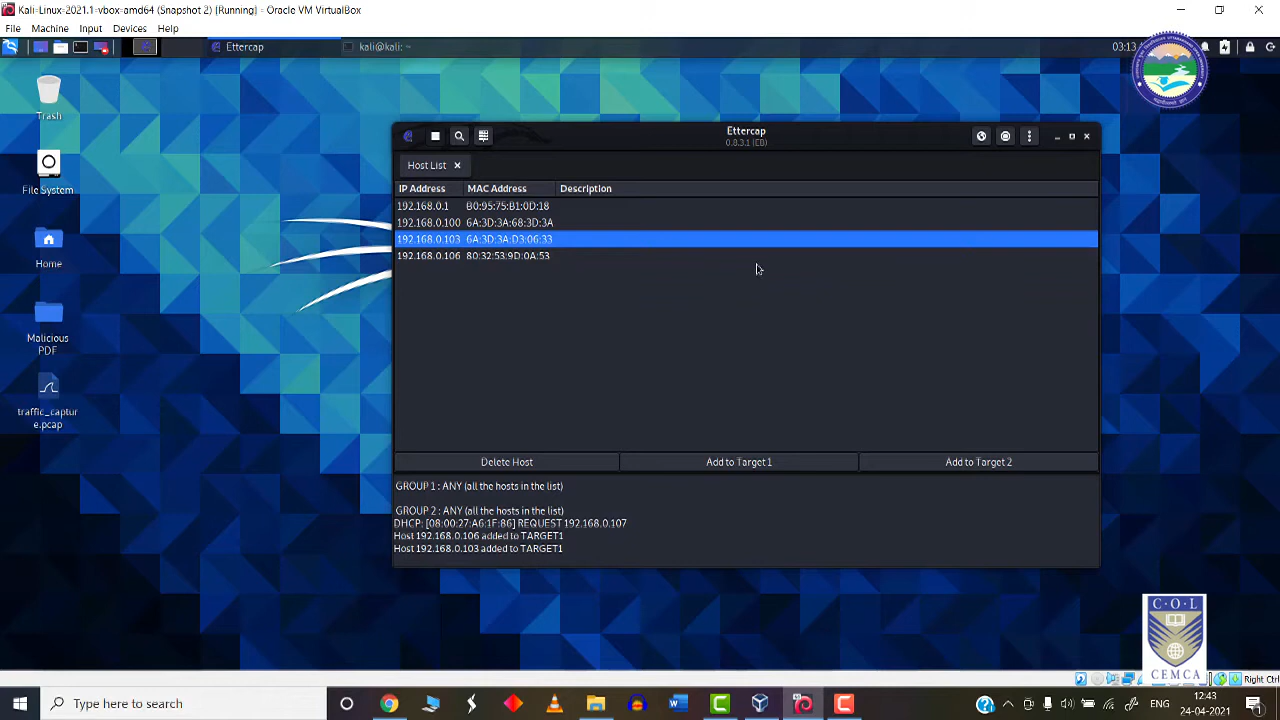 Kali-Linux-2021.1-vbox-amd64 (Snapshot 2) [Running] - Oracle VM VirtualBox
File Machine Input Devices Help
Ettercap
kali@kali: ~
03:13
Trash
File System
Home
Malicious
PDF
traffic_captur
e.pcap
Ettercap
0.8.3.1 (EB)
Host List
IP Address MAC Address Description
192.168.0.1 B0:95:75:B1:0D:18
192.168.0.100 6A:3D:3A:68:3D:3A
192.168.0.103 6A:3D:3A:D3:06:33
192.168.0.106 80:32:53:9D:0A:53
Delete Host Add to Target 1 Add to Target 2
GROUP 1 : ANY (all the hosts in the list)
GROUP 2 : ANY (all the hosts in the list)
DHCP: [08:00:27:A6:1F:86] REQUEST 192.168.0.107
Host 192.168.0.106 added to TARGET1
Host 192.168.0.103 added to TARGET1
C·O·L
CEMCA
Right Ctrl
Type here to search
ENG
12:43
24-04-2021